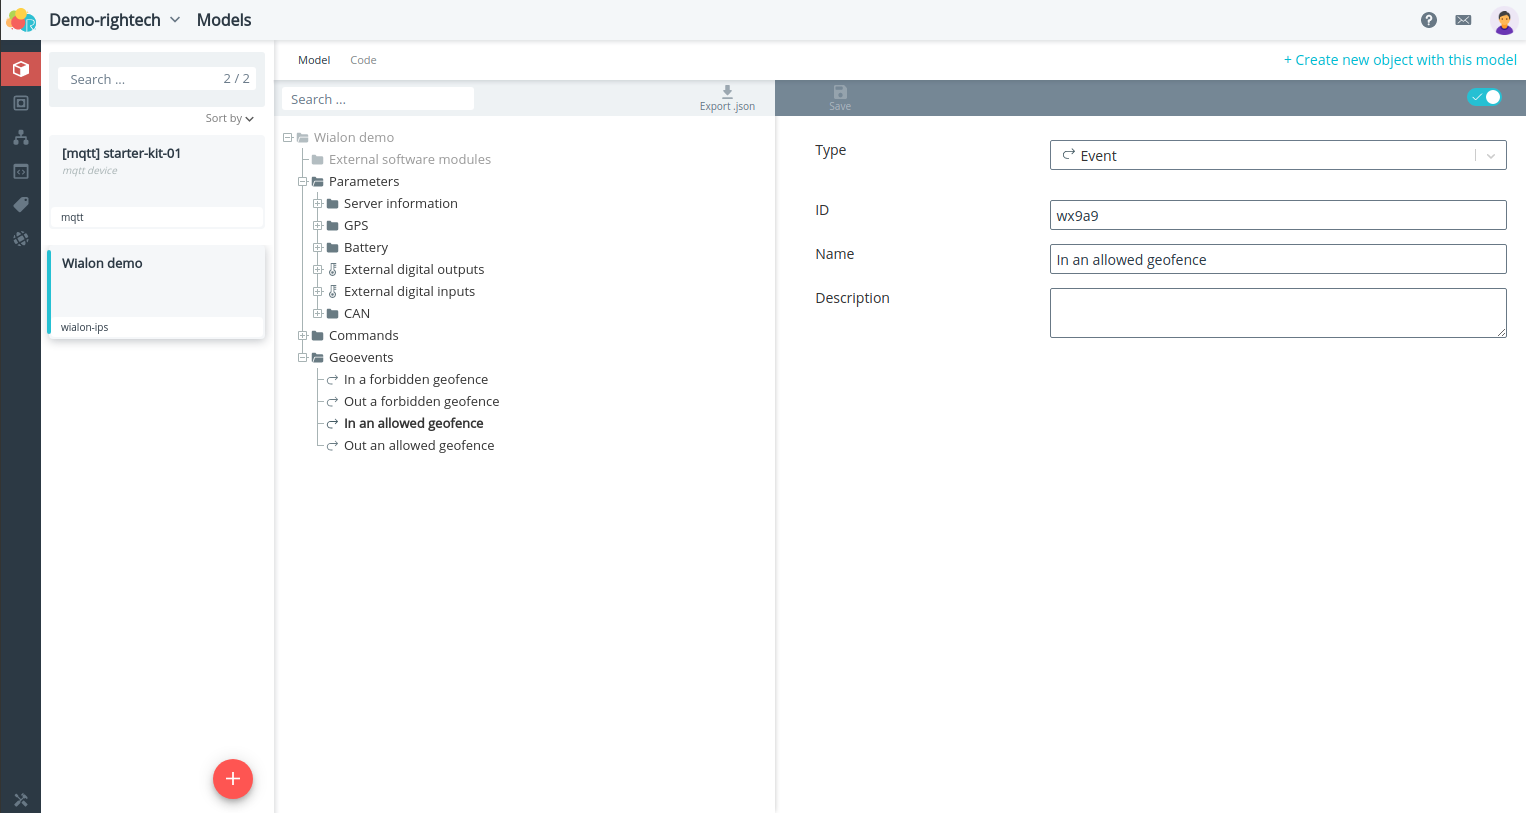 Demo-rightech Models
Search ... 2 / 2
Sort by
[mqtt] starter-kit-01
mqtt device
mqtt
Wialon demo
wialon-ips
Model Code
+ Create new object with this model
Search ...
Export .json
Save
Wialon demo
External software modules
Parameters
Server information
GPS
Battery
External digital outputs
External digital inputs
CAN
Commands
Geoevents
In a forbidden geofence
Out a forbidden geofence
In an allowed geofence
Out an allowed geofence
Type Event
ID wx9a9
Name In an allowed geofence
Description